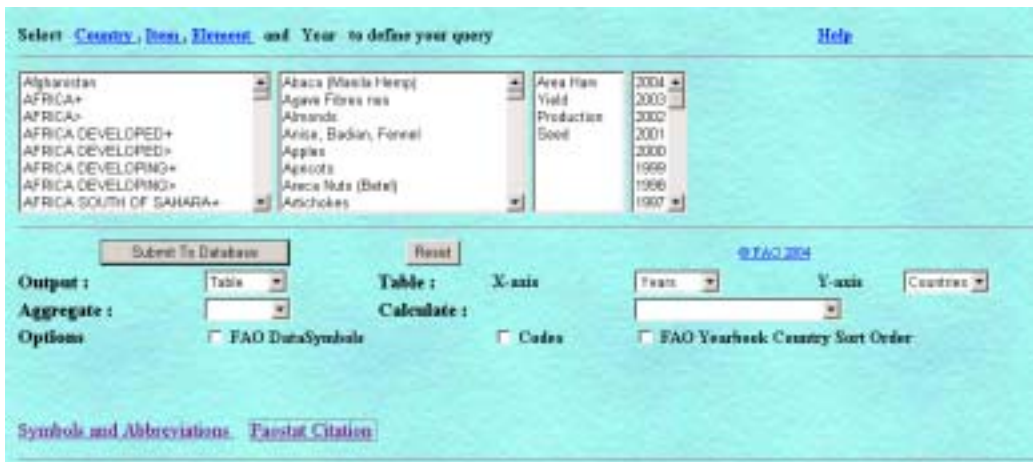 Select Country, Item, Element and Year to define your query Help
Afghanistan
AFRICA+
AFRICA>
AFRICA DEVELOPED+
AFRICA DEVELOPED>
AFRICA DEVELOPING+
AFRICA DEVELOPING>
AFRICA SOUTH OF SAHARA+
Abaca (Manila Hemp)
Agave Fibres nes
Almonds
Anise, Badian, Fennel
Apples
Apricots
Areca Nuts (Betel)
Artichokes
Area Harv
Yield
Production
Seed
2004
2003
2002
2001
2000
1999
1998
1997
Submit To Database Reset © FAO 2004
Output : Table Table : X-axis Years Y-axis Countries
Aggregate : Calculate :
Options FAO DataSymbols Codes FAO Yearbook Country Sort Order
Symbols and Abbreviations Faostat Citation